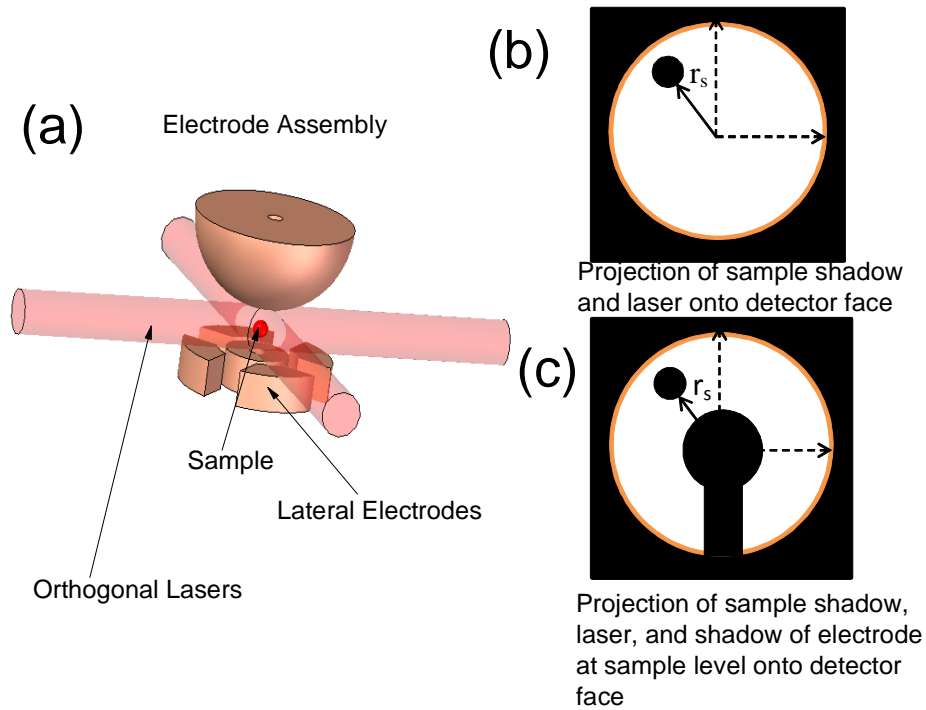 (a)
Electrode Assembly
Sample
Lateral Electrodes
Orthogonal Lasers
(b)
rs
Projection of sample shadow
and laser onto detector face
(c)
rs
Projection of sample shadow,
laser, and shadow of electrode
at sample level onto detector
face